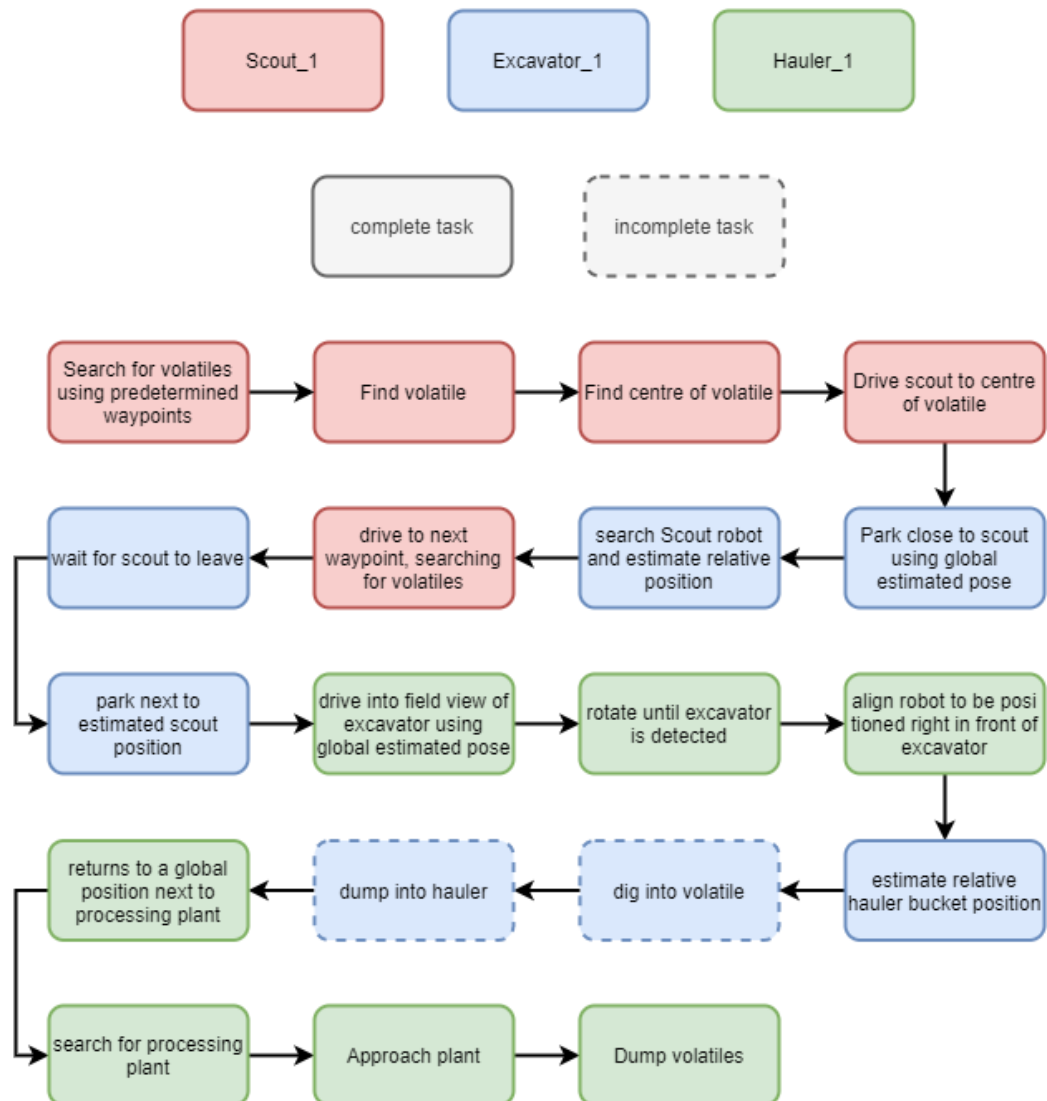 Scout_1
Excavator_1
Hauler_1
complete task
incomplete task
Search for volatiles
using predetermined
waypoints
Find volatile
Find centre of volatile
Drive scout to centre
of volatile
wait for scout to leave
drive to next
waypoint, searching
for volatiles
search Scout robot
and estimate relative
position
Park close to scout
using global
estimated pose
park next to
estimated scout
position
drive into field view of
excavator using
global estimated pose
rotate until excavator
is detected
align robot to be posi
tioned right in front of
excavator
returns to a global
position next to
processing plant
dump into hauler
dig into volatile
estimate relative
hauler bucket position
search for processing
plant
Approach plant
Dump volatiles